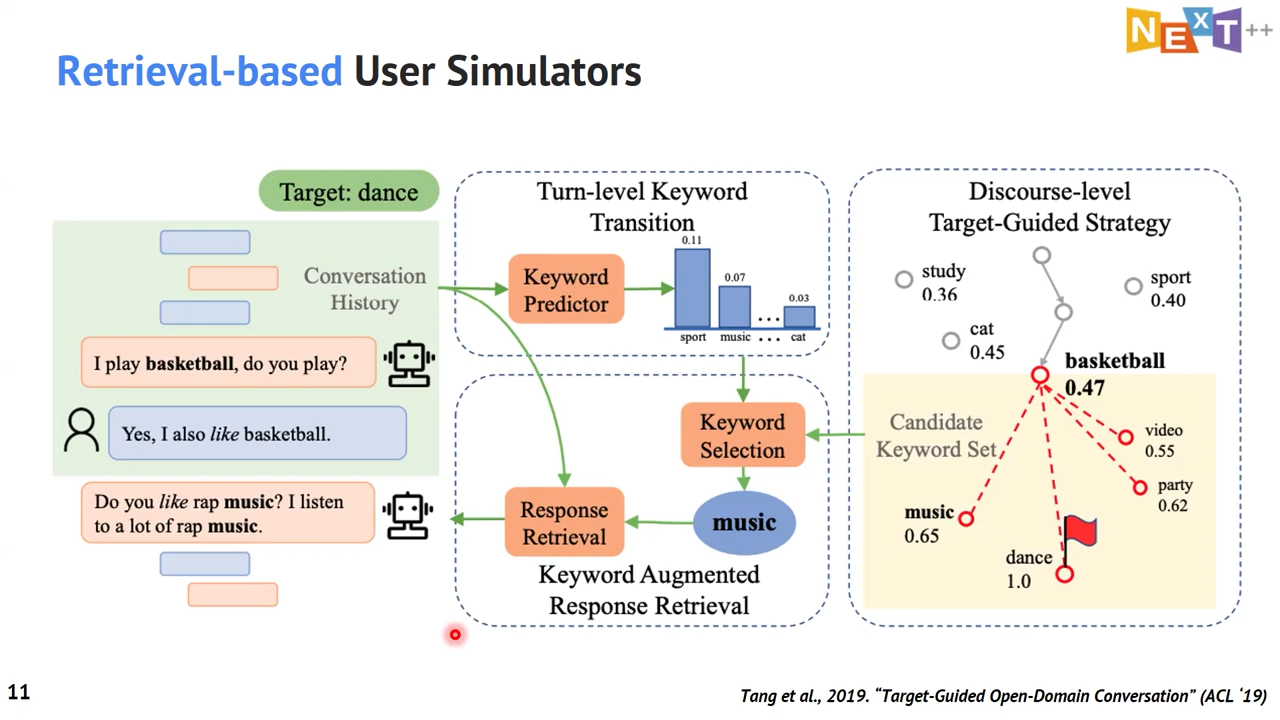 NExT++
Retrieval-based User Simulators
Target: dance
Conversation
History
I play basketball, do you play?
Yes, I also like basketball.
Do you like rap music? I listen
to a lot of rap music.
Turn-level Keyword
Transition
Keyword
Predictor
0.11
0.07
0.03
...
sport
music
...
cat
Keyword
Selection
Response
Retrieval
music
Keyword Augmented
Response Retrieval
Discourse-level
Target-Guided Strategy
study
0.36
sport
0.40
cat
0.45
basketball
0.47
Candidate
Keyword Set
video
0.55
party
0.62
music
0.65
dance
1.0
11
Tang et al., 2019. “Target-Guided Open-Domain Conversation” (ACL ‘19)